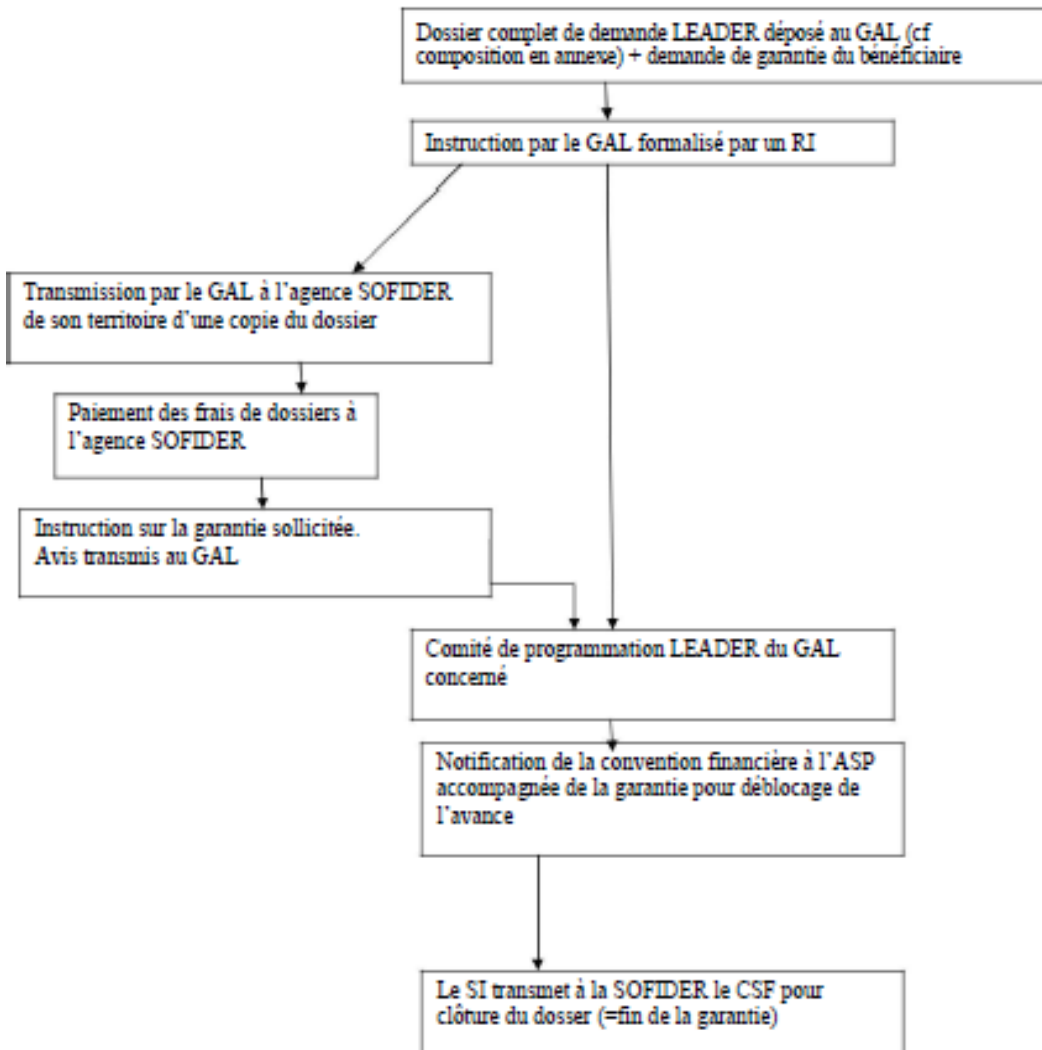 Dossier complet de demande LEADER déposé au GAL (cf
composition en annexe) + demande de garantie du bénéficiaire
Instruction par le GAL formalisé par un RI
Transmission par le GAL à l’agence SOFIDER
de son territoire d’une copie du dossier
Paiement des frais de dossiers à
l’agence SOFIDER
Instruction sur la garantie sollicitée.
Avis transmis au GAL
Comité de programmation LEADER du GAL
concerné
Notification de la convention financière à l’ASP
accompagnée de la garantie pour déblocage de
l’avance
Le SI transmet à la SOFIDER le CSF pour
clôture du dosser (=fin de la garantie)